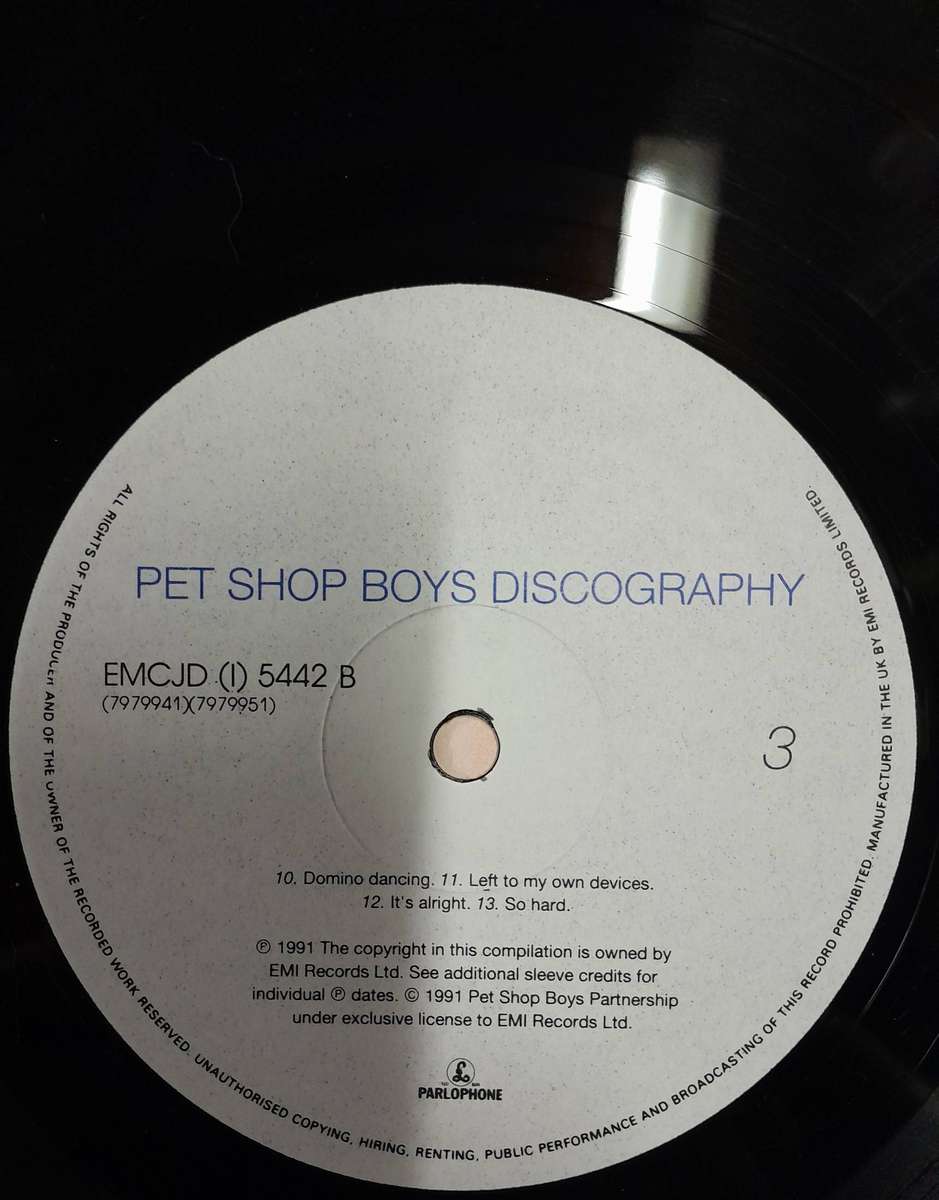 PET SHOP BOYS DISCOGRAPHY
EMCJD (I) 5442 B
(7979941)(7979951)
3
10. Domino dancing. 11. Left to my own devices.
12. It's alright. 13. So hard.
℗ 1991 The copyright in this compilation is owned by
EMI Records Ltd. See additional sleeve credits for
individual ℗ dates. © 1991 Pet Shop Boys Partnership
under exclusive license to EMI Records Ltd.
£
PARLOPHONE
ALL RIGHTS OF THE PRODUCER AND OF THE OWNER OF THE RECORDED WORK RESERVED. UNAUTHORISED COPYING, HIRING, RENTING, PUBLIC PERFORMANCE AND BROADCASTING OF THIS RECORD PROHIBITED. MANUFACTURED IN THE UK BY EMI RECORDS LIMITED.